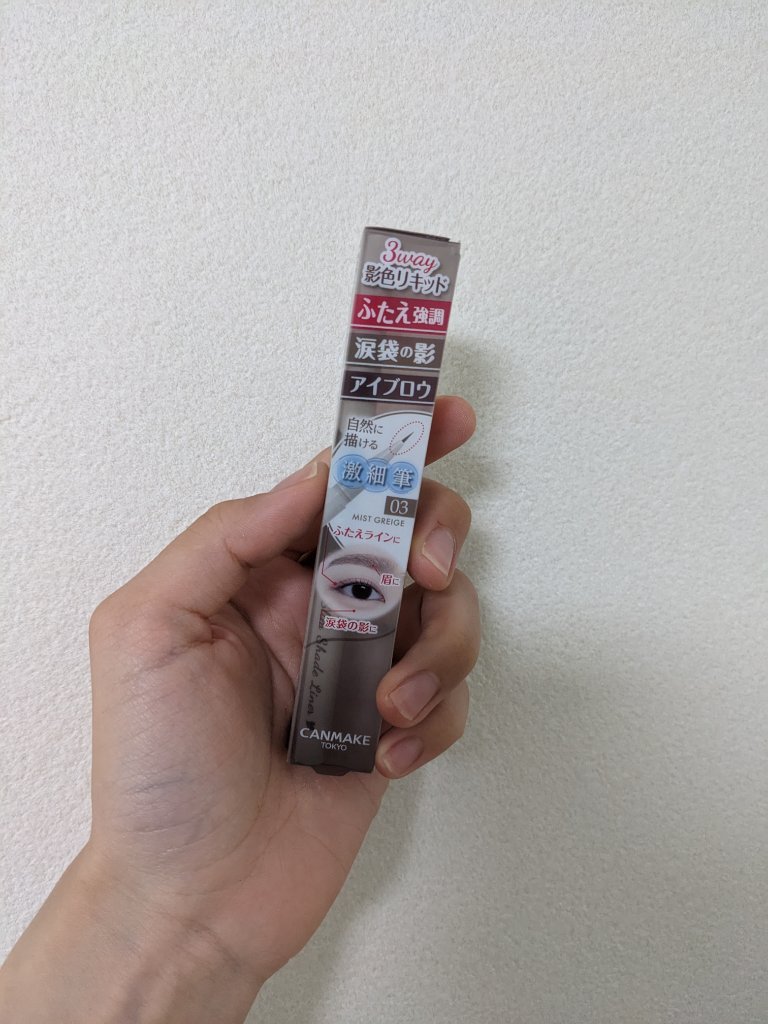 3way
影色リキッド
ふたえ強調
涙袋の影
アイブロウ
自然に
描ける
激細筆
03
MIST GREIGE
ふたえラインに
眉に
涙袋の影に
Shade Liner
CANMAKE
TOKYO